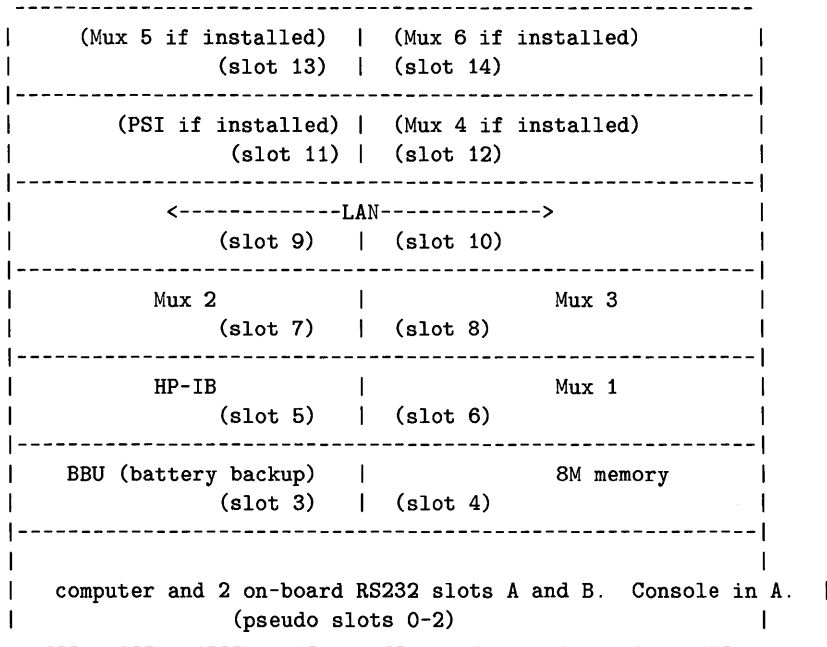 (Mux 5 if installed) | (Mux 6 if installed)
(slot 13) | (slot 14)
(PSI if installed) | (Mux 4 if installed)
(slot 11) | (slot 12)
<-------------LAN------------->
(slot 9) | (slot 10)
Mux 2 | Mux 3
(slot 7) | (slot 8)
HP-IB | Mux 1
(slot 5) | (slot 6)
BBU (battery backup) | 8M memory
(slot 3) | (slot 4)
computer and 2 on-board RS232 slots A and B. Console in A.
(pseudo slots 0-2)